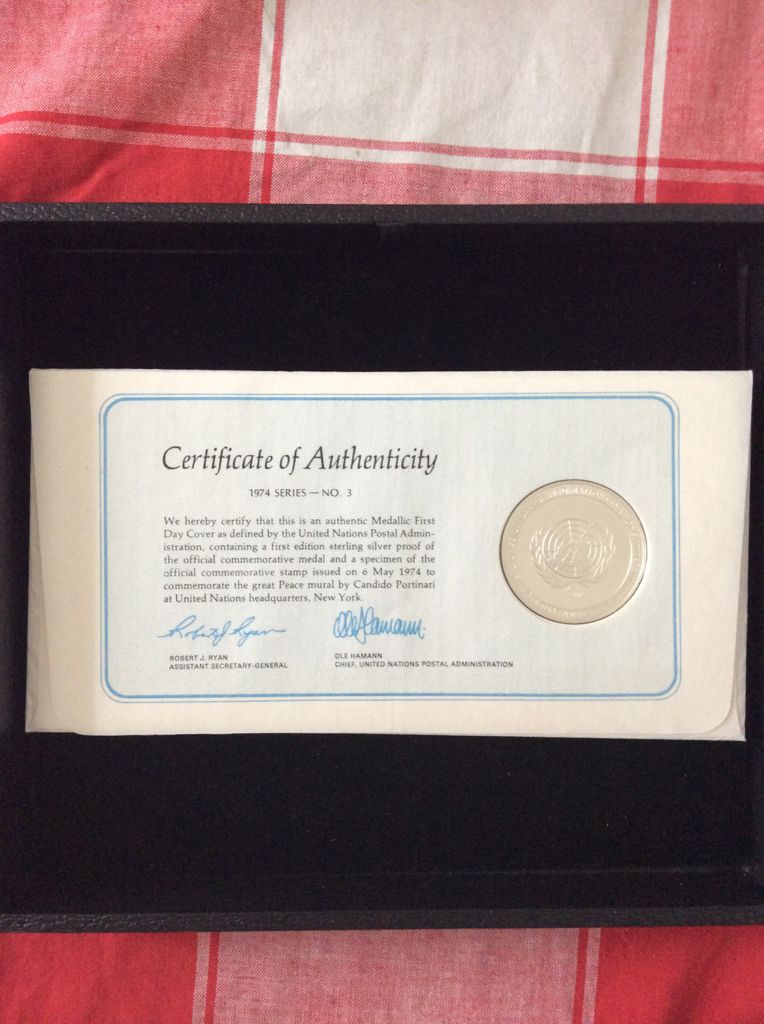 Certificate of Authenticity
1974 SERIES — NO. 3
We hereby certify that this is an authentic Medallic First
Day Cover as defined by the United Nations Postal Admin-
istration, containing a first edition sterling silver proof of
the official commemorative medal and a specimen of the
official commemorative stamp issued on 6 May 1974 to
commemorate the great Peace mural by Candido Portinari
at United Nations headquarters, New York.
Robert J. Ryan
Ole Hamann
ROBERT J. RYAN
ASSISTANT SECRETARY-GENERAL
OLE HAMANN
CHIEF, UNITED NATIONS POSTAL ADMINISTRATION